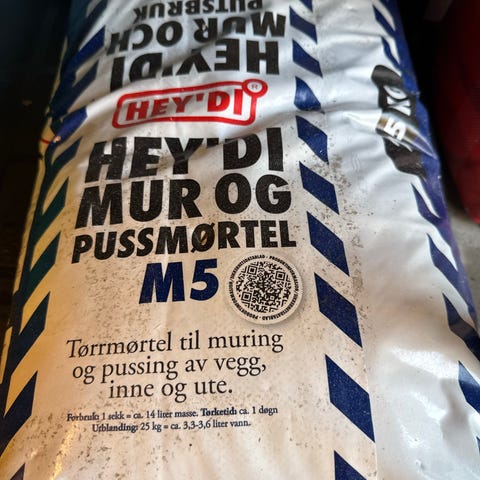 PUTSBRUK
MUR OCH
HEY'DI
HEY'DI®
5 KG
HEY'DI
MUR OG
PUSSMØRTEL
M5
Tørrmørtel til muring
og pussing av vegg,
inne og ute.
Forbruk: 1 sekk = ca. 14 liter masse. Tørketid: ca. 1 døgn
Utblanding: 25 kg = ca. 3,3-3,6 liter vann.